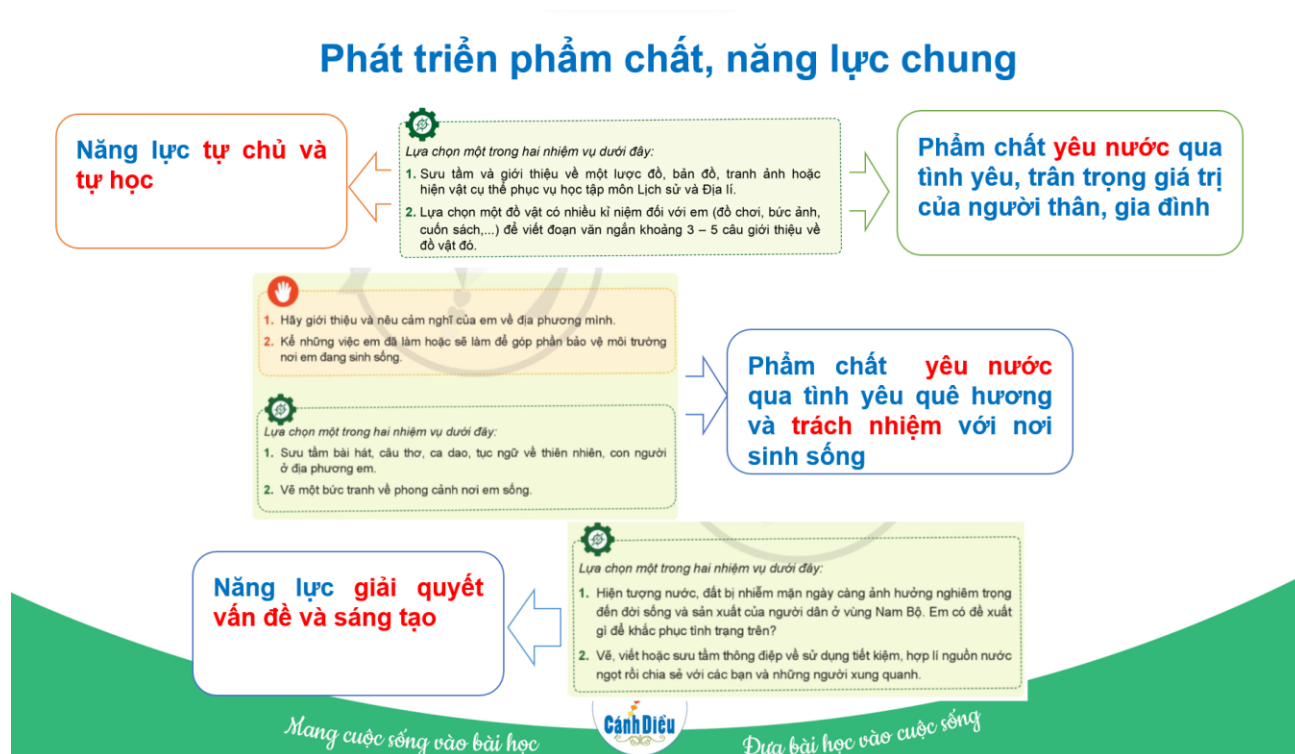 Phát triển phẩm chất, năng lực chung
Năng lực tự chủ và
tự học
Lựa chọn một trong hai nhiệm vụ dưới đây:
1. Sưu tầm và giới thiệu về một lược đồ, bản đồ, tranh ảnh hoặc
hiện vật cụ thể phục vụ học tập môn Lịch sử và Địa lí.
2. Lựa chọn một đồ vật có nhiều kỉ niệm đối với em (đồ chơi, bức ảnh,
cuốn sách,...) để viết đoạn văn ngắn khoảng 3 – 5 câu giới thiệu về
đồ vật đó.
Phẩm chất yêu nước qua
tình yêu, trân trọng giá trị
của người thân, gia đình
1. Hãy giới thiệu và nêu cảm nghĩ của em về địa phương mình.
2. Kể những việc em đã làm hoặc sẽ làm để góp phần bảo vệ môi trường
nơi em đang sinh sống.
Lựa chọn một trong hai nhiệm vụ dưới đây:
1. Sưu tầm bài hát, câu thơ, ca dao, tục ngữ về thiên nhiên, con người
ở địa phương em.
2. Vẽ một bức tranh về phong cảnh nơi em sống.
Phẩm chất yêu nước
qua tình yêu quê hương
và trách nhiệm với nơi
sinh sống
Năng lực giải quyết
vấn đề và sáng tạo
Lựa chọn một trong hai nhiệm vụ dưới đây:
1. Hiện tượng nước, đất bị nhiễm mặn ngày càng ảnh hưởng nghiêm trọng
đến đời sống và sản xuất của người dân ở vùng Nam Bộ. Em có đề xuất
gì để khắc phục tình trạng trên?
2. Vẽ, viết hoặc sưu tầm thông điệp về sử dụng tiết kiệm, hợp lí nguồn nước
ngọt rồi chia sẻ với các bạn và những người xung quanh.
Mang cuộc sống vào bài học
Cánh Diều
Đưa bài học vào cuộc sống